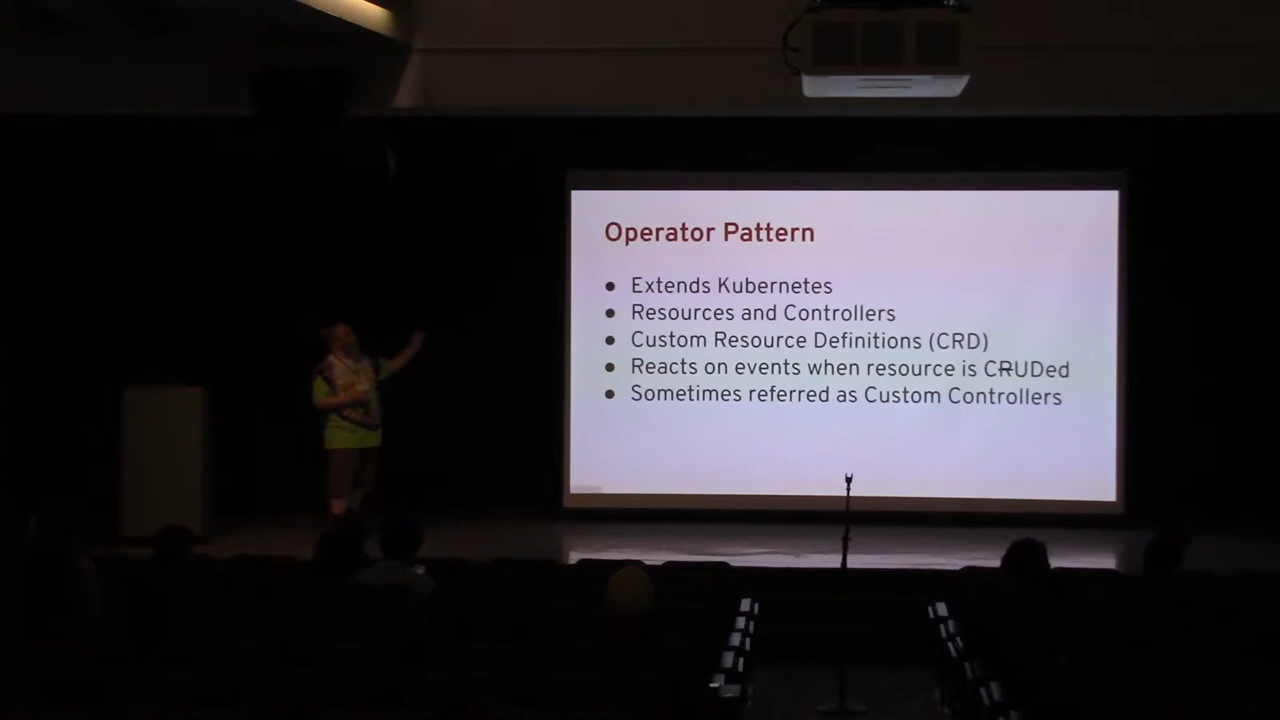 Operator Pattern
● Extends Kubernetes
● Resources and Controllers
● Custom Resource Definitions (CRD)
● Reacts on events when resource is CRUDed
● Sometimes referred as Custom Controllers